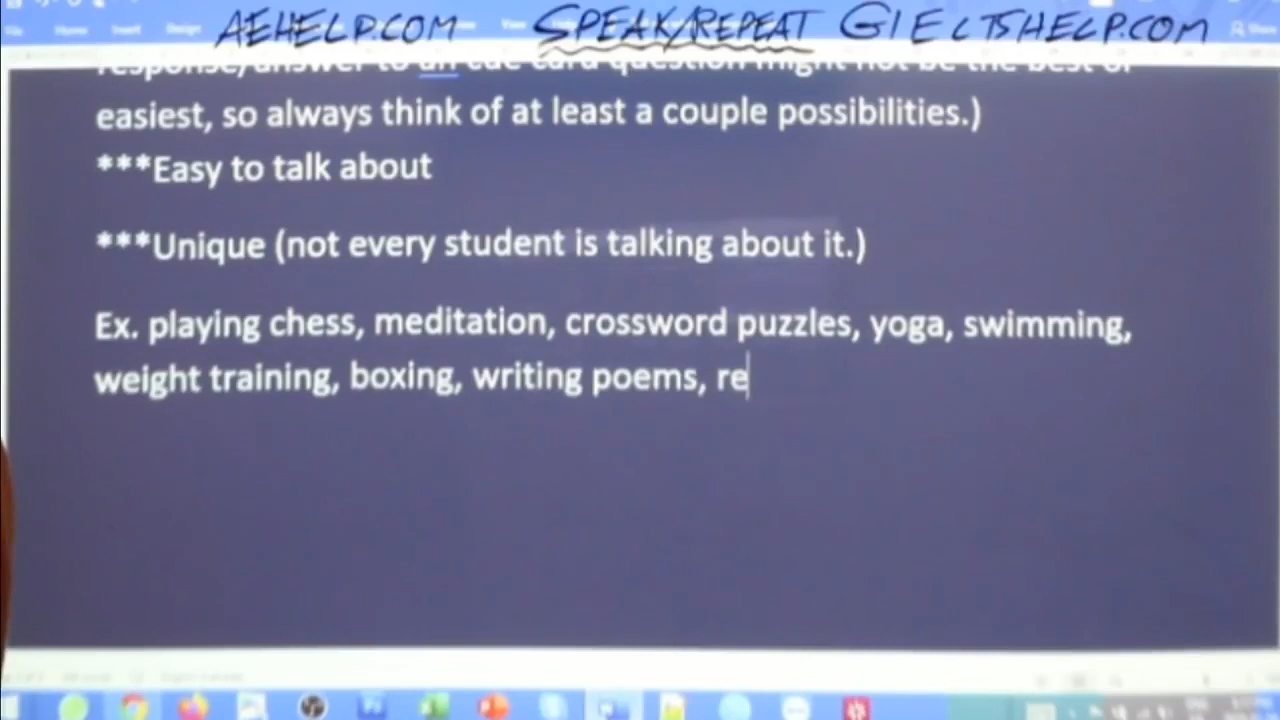 AEHELP.COM SPEAK/REPEAT GIELTSHELP.COM
response/answer to an cue card question might not be the best or
easiest, so always think of at least a couple possibilities.)
***Easy to talk about
***Unique (not every student is talking about it.)
Ex. playing chess, meditation, crossword puzzles, yoga, swimming,
weight training, boxing, writing poems, re